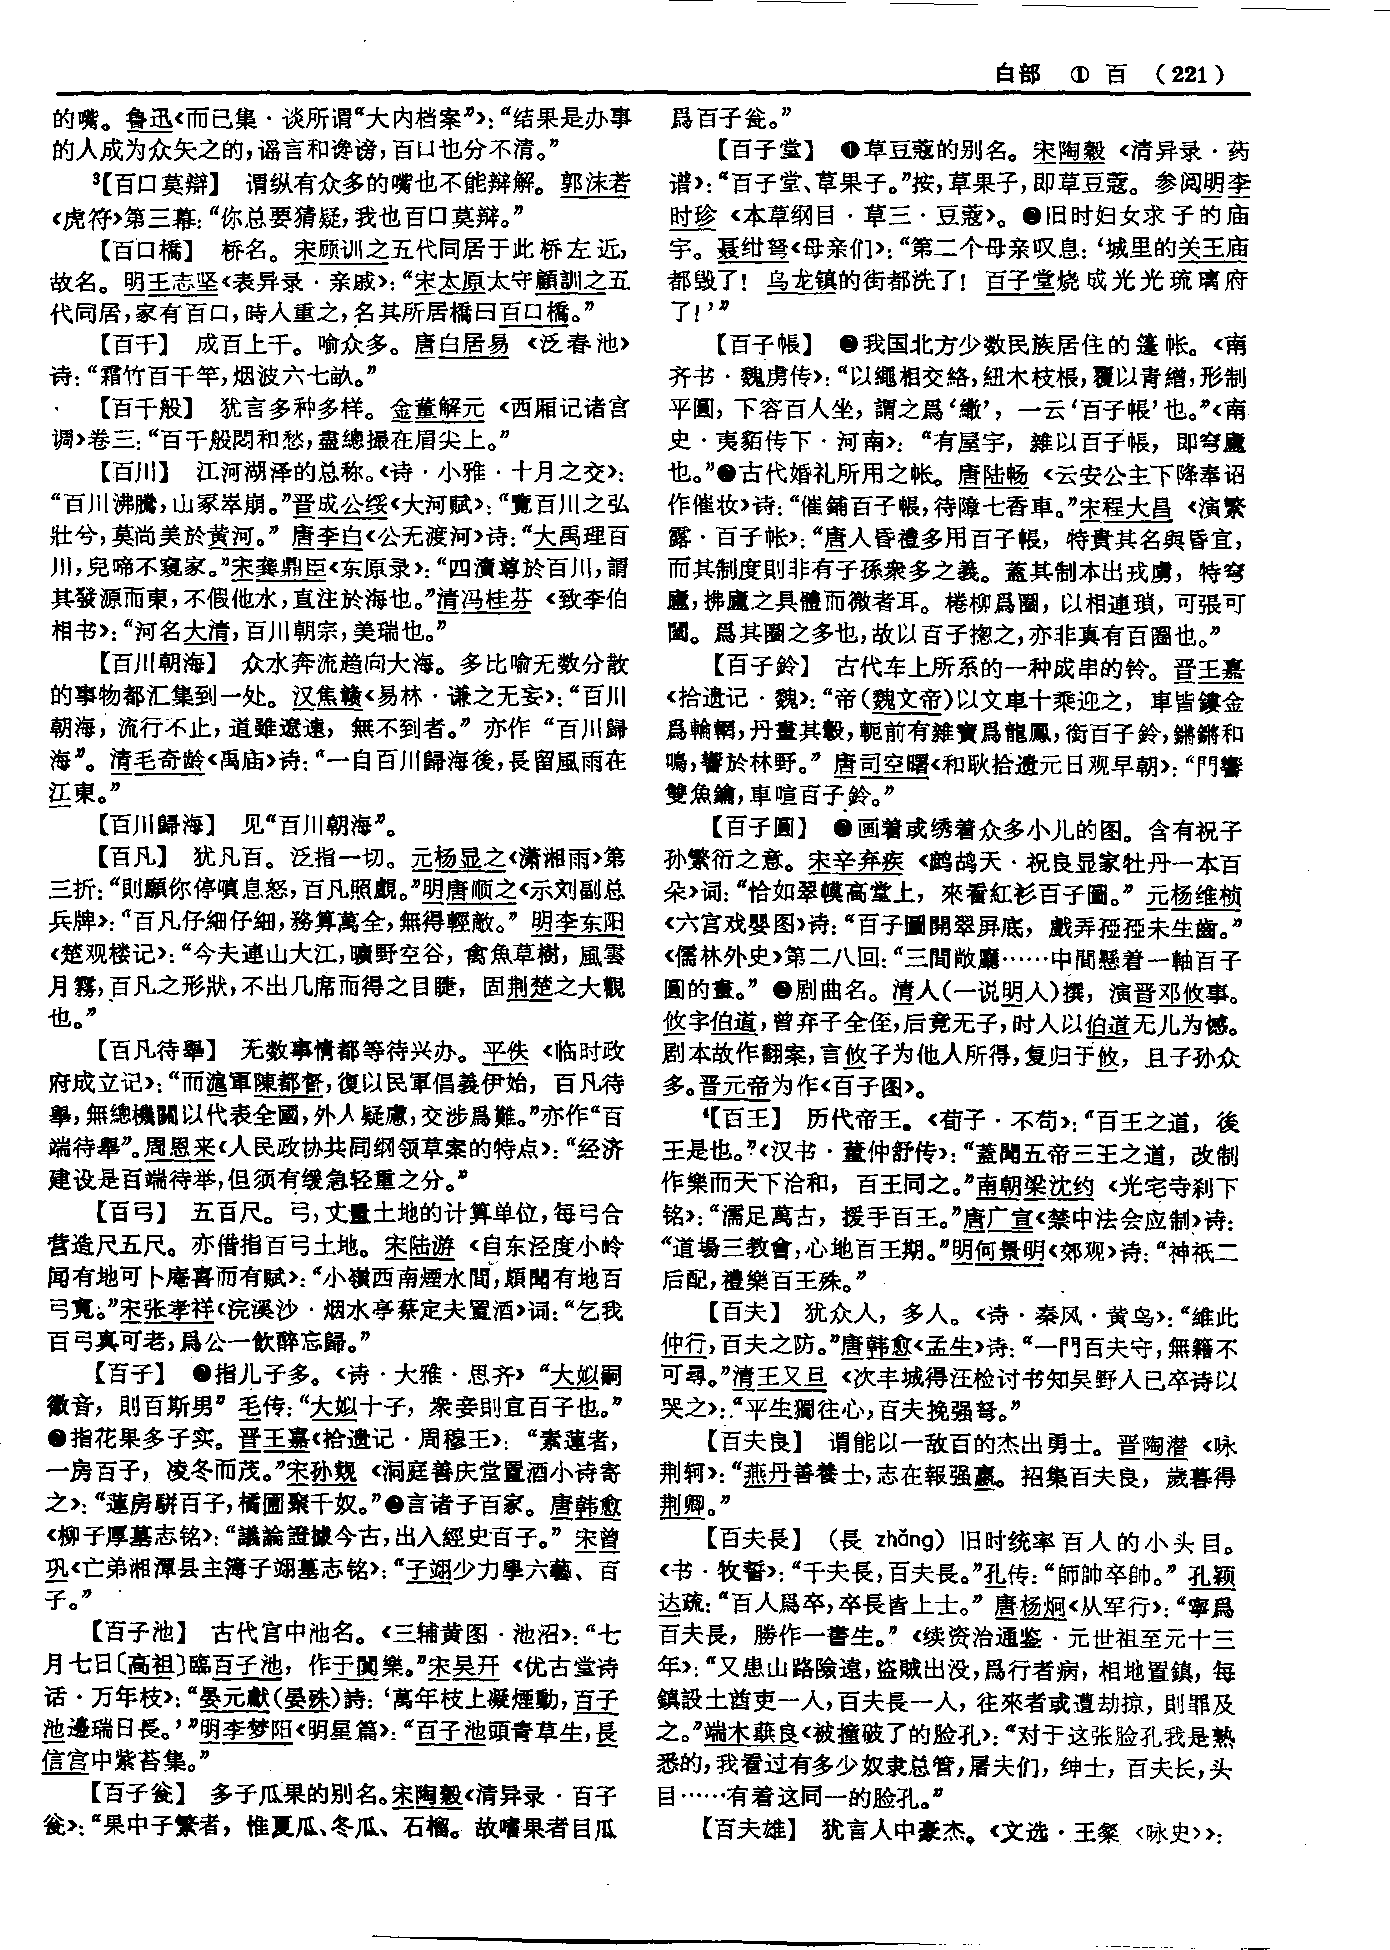 白部 ① 百 (221)
的嘴。鲁迅《而已集·谈所谓“大内档案”》：“结果是办事
的人成为众矢之的，谣言和谗谤，百口也分不清。”
³【百口莫辯】 谓纵有众多的嘴也不能辩解。郭沫若
《虎符》第三幕：“你总要猜疑，我也百口莫辩。”
【百口橋】 桥名。宋顾训之五代同居于此桥左近，
故名。明王志坚《表异录·亲戚》：“宋太原太守顧訓之五
代同居，家有百口，時人重之，名其所居橋曰百口橋。”
【百千】 成百上千。喻众多。唐白居易《泛春池》
诗：“霜竹百千竿，烟波六七畝。”
【百千般】 犹言多种多样。金董解元《西厢记诸宫
调》卷三：“百千般悶和愁，盡總撮在眉尖上。”
【百川】 江河湖泽的总称。《诗·小雅·十月之交》：
“百川沸騰，山冢崒崩。”晋成公绥《大河赋》：“覽百川之弘
壯兮，莫尚美於黄河。”唐李白《公无渡河》诗：“大禹理百
川，兒啼不窺家。”宋龚鼎臣《东原录》：“四瀆尊於百川，謂
其發源而東，不假他水，直注於海也。”清冯桂芬《致李伯
相书》：“河名大清，百川朝宗，美瑞也。”
【百川朝海】 众水奔流趋向大海。多比喻无数分散
的事物都汇集到一处。汉焦赣《易林·谦之无妄》：“百川
朝海，流行不止，道雖遼遠，無不到者。”亦作“百川歸
海”。清毛奇龄《禹庙》诗：“一自百川歸海後，長留風雨在
江東。”
【百川歸海】 见“百川朝海”。
【百凡】 犹凡百。泛指一切。元杨显之《潇湘雨》第
三折：“則願你停嗔息怒，百凡照覷。”明唐顺之《示刘副总
兵牌》：“百凡仔細仔細，務算萬全，無得輕敵。”明李东阳
《楚观楼记》：“今夫連山大江，曠野空谷，禽魚草樹，風雲
月霧，百凡之形狀，不出几席而得之目睫，固荆楚之大觀
也。”
【百凡待舉】 无数事情都等待兴办。平佚《临时政
府成立记》：“而滬軍陳都督，復以民軍倡義伊始，百凡待
舉，無總機關以代表全國，外人疑慮，交涉爲難。”亦作“百
端待舉”。周恩来《人民政协共同纲领草案的特点》：“经济
建设是百端待举，但须有缓急轻重之分。”
【百弓】 五百尺。弓，丈量土地的计算单位，每弓合
营造尺五尺。亦借指百弓土地。宋陆游《自东泾度小岭
闻有地可卜庵喜而有赋》：“小嶺西南煙水間，頗聞有地百
弓寬。”宋张孝祥《浣溪沙·烟水亭蔡定夫置酒》词：“乞我
百弓真可老，爲公一飲醉忘歸。”
【百子】 ❶指儿子多。《诗·大雅·思齐》“大姒嗣
徽音，則百斯男”毛传：“大姒十子，衆妾則宜百子也。”
❷指花果多子实。晋王嘉《拾遗记·周穆王》：“素蓮者，
一房百子，凌冬而茂。”宋孙觌《洞庭善庆堂置酒小诗寄
之》：“蓮房駢百子，橘圃聚千奴。”❸言诸子百家。唐韩愈
《柳子厚墓志铭》：“議論證據今古，出入經史百子。”宋曾
巩《亡弟湘潭县主簿子翊墓志铭》：“子翊少力學六藝、百
子。”
【百子池】 古代宫中池名。《三辅黄图·池沼》：“七
月七日〔高祖〕臨百子池，作于闐樂。”宋吴幵《优古堂诗
话·万年枝》：“晏元獻（晏殊）詩：‘萬年枝上凝煙動，百子
池邊瑞日長。’”明李梦阳《明星篇》：“百子池頭青草生，長
信宫中紫苔集。”
【百子瓮】 多子瓜果的别名。宋陶穀《清异录·百子
瓮》：“果中子繁者，惟夏瓜、冬瓜、石榴。故嗜果者目瓜
爲百子瓮。”
【百子堂】 ❶草豆蔻的别名。宋陶穀《清异录·药
谱》：“百子堂、草果子。”按，草果子，即草豆蔻。参阅明李
时珍《本草纲目·草三·豆蔻》。❷旧时妇女求子的庙
宇。聂绀弩《母亲们》：“第二个母亲叹息：‘城里的关王庙
都毁了！乌龙镇的街都洗了！百子堂烧成光光琉璃府
了！’”
【百子帳】 ❶我国北方少数民族居住的篷帐。《南
齐书·魏虏传》：“以繩相交絡，紐木枝棖，覆以青繒，形制
平圓，下容百人坐，謂之爲‘繖’，一云‘百子帳’也。”《南
史·夷貊传下·河南》：“有屋宇，雜以百子帳，即穹廬
也。”❷古代婚礼所用之帐。唐陆畅《云安公主下降奉诏
作催妆》诗：“催鋪百子帳，待障七香車。”宋程大昌《演繁
露·百子帐》：“唐人昏禮多用百子帳，特貴其名與昏宜，
而其制度則非有子孫衆多之義。蓋其制本出戎虜，特穹
廬，拂廬之具體而微者耳。棬柳爲圈，以相連瑣，可張可
闔。爲其圈之多也，故以百子揔之，亦非真有百圈也。”
【百子鈴】 古代车上所系的一种成串的铃。晋王嘉
《拾遗记·魏》：“帝（魏文帝）以文車十乘迎之，車皆鏤金
爲輪輞，丹畫其轂，軛前有雜寶爲龍鳳，銜百子鈴，鏘鏘和
鳴，響於林野。”唐司空曙《和耿拾遗元日观早朝》：“門響
雙魚鑰，車喧百子鈴。”
【百子圖】 ❶画着或绣着众多小儿的图。含有祝子
孙繁衍之意。宋辛弃疾《鹧鸪天·祝良显家牡丹一本百
朵》词：“恰如翠幙高堂上，來看紅衫百子圖。”元杨维桢
《六宫戏婴图》诗：“百子圖開翠屏底，戲弄啞啞未生齒。”
《儒林外史》第二八回：“三間敞廳……中間懸着一軸百子
圖的畫。”❷剧曲名。清人（一说明人）撰，演晋邓攸事。
攸字伯道，曾弃子全侄，后竟无子，时人以伯道无儿为憾。
剧本故作翻案，言攸子为他人所得，复归于攸，且子孙众
多。晋元帝为作《百子图》。
⁴【百王】 历代帝王。《荀子·不苟》：“百王之道，後
王是也。”《汉书·董仲舒传》：“蓋聞五帝三王之道，改制
作樂而天下洽和，百王同之。”南朝梁沈约《光宅寺刹下
铭》：“濡足萬古，援手百王。”唐广宣《禁中法会应制》诗：
“道場三教會，心地百王期。”明何景明《郊观》诗：“神祇二
后配，禮樂百王殊。”
【百夫】 犹众人，多人。《诗·秦风·黄鸟》：“維此
仲行，百夫之防。”唐韩愈《孟生》诗：“一門百夫守，無籍不
可尋。”清王又旦《次丰城得汪检讨书知吴野人已卒诗以
哭之》：“平生獨往心，百夫挽强弩。”
【百夫良】 谓能以一敌百的杰出勇士。晋陶潜《咏
荆轲》：“燕丹善養士，志在報强嬴。招集百夫良，歲暮得
荆卿。”
【百夫長】 （長 zhǎng）旧时统率百人的小头目。
《书·牧誓》：“千夫長，百夫長。”孔传：“師帥卒帥。”孔颖
达疏：“百人爲卒，卒長皆上士。”唐杨炯《从军行》：“寧爲
百夫長，勝作一書生。”《续资治通鉴·元世祖至元十三
年》：“又患山路險遠，盗賊出没，爲行者病，相地置鎮，每
鎮設土酋吏一人，百夫長一人，往來者或遭劫掠，則罪及
之。”端木蕻良《被撞破了的脸孔》：“对于这张脸孔我是熟
悉的，我看过有多少奴隶总管，屠夫们，绅士，百夫长，头
目……有着这同一的脸孔。”
【百夫雄】 犹言人中豪杰。《文选·王粲〈咏史〉》：